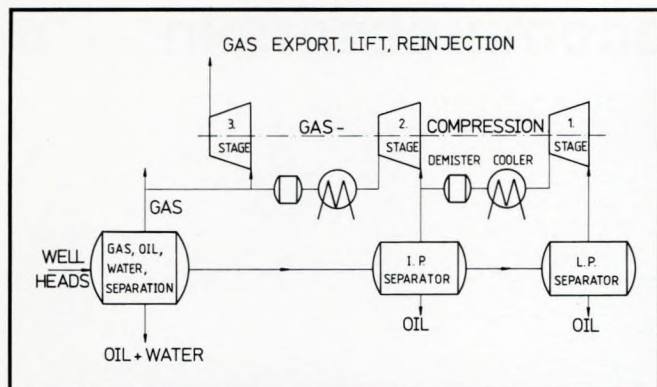 GAS EXPORT, LIFT, REINJECTION
3.
STAGE
GAS-
2.
STAGE
COMPRESSION
1.
STAGE
DEMISTER
COOLER
GAS
WELL
HEADS
GAS, OIL,
WATER,
SEPARATION
I.P.
SEPARATOR
L.P.
SEPARATOR
OIL
OIL
OIL + WATER